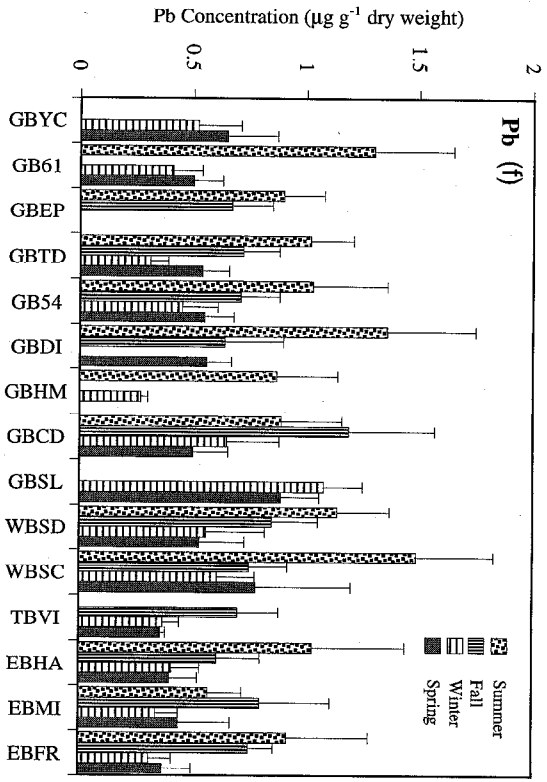 Pb Concentration (µg g⁻¹ dry weight)
0
0.5
1
1.5
2
Pb (f)
GBYC
GB61
GBEP
GBTD
GB54
GBDI
GBHM
GBCD
GBSL
WBSD
WBSC
TBVI
EBHA
EBMI
EBFR
Summer
Fall
Winter
Spring